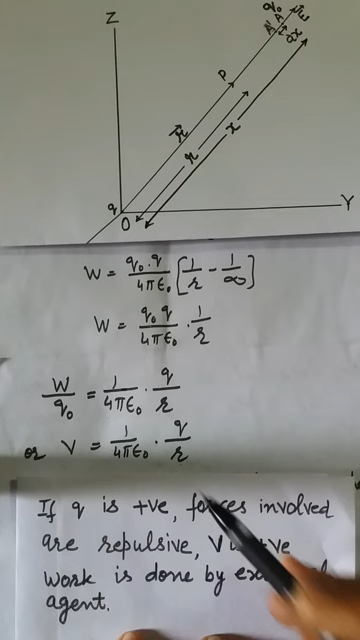 Z
q₀
A' A
dx
P
r⃗
r
x
q
O
Y
W = q₀.q/4πϵ₀ [1/r - 1/∞]
W = q₀q/4πϵ₀ . 1/r
W/q₀ = 1/4πϵ₀ . q/r
or V = 1/4πϵ₀ . q/r
If q is +ve, forces involved
are repulsive, V
work is done by
agent.